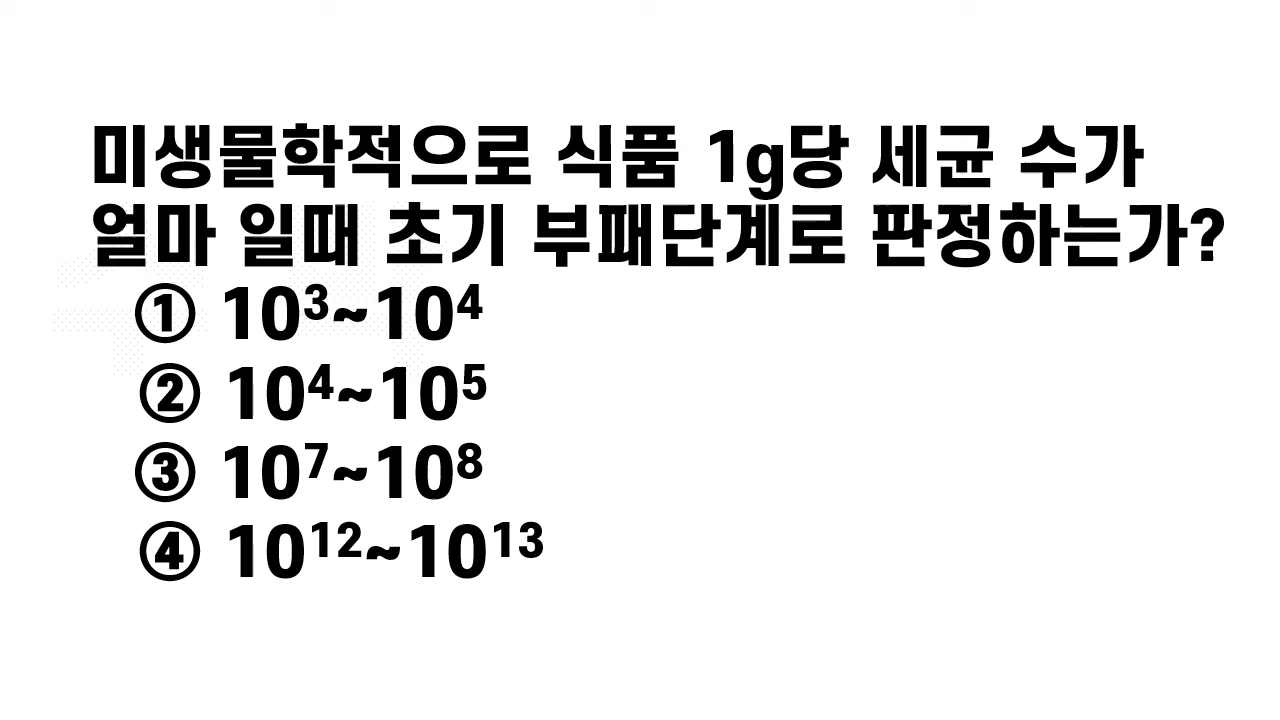 미생물학적으로 식품 1g당 세균 수가
얼마 일때 초기 부패단계로 판정하는가?
① 10³~10⁴
② 10⁴~10⁵
③ 10⁷~10⁸
④ 10¹²~10¹³